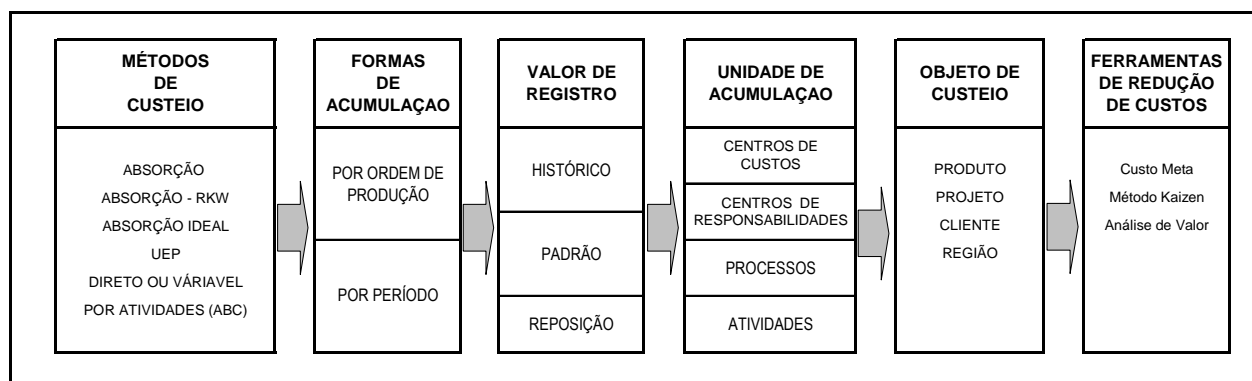 MÉTODOS
DE
CUSTEIO
ABSORÇÃO
ABSORÇÃO - RKW
ABSORÇÃO IDEAL
UEP
DIRETO OU VÁRIAVEL
POR ATIVIDADES (ABC)
FORMAS
DE
ACUMULAÇAO
POR ORDEM DE
PRODUÇÃO
POR PERÍODO
VALOR DE
REGISTRO
HISTÓRICO
PADRÃO
REPOSIÇÃO
UNIDADE DE
ACUMULAÇAO
CENTROS DE
CUSTOS
CENTROS DE
RESPONSABILIDADES
PROCESSOS
ATIVIDADES
OBJETO DE
CUSTEIO
PRODUTO
PROJETO
CLIENTE
REGIÃO
FERRAMENTAS
DE REDUÇÃO
DE CUSTOS
Custo Meta
Método Kaizen
Análise de Valor